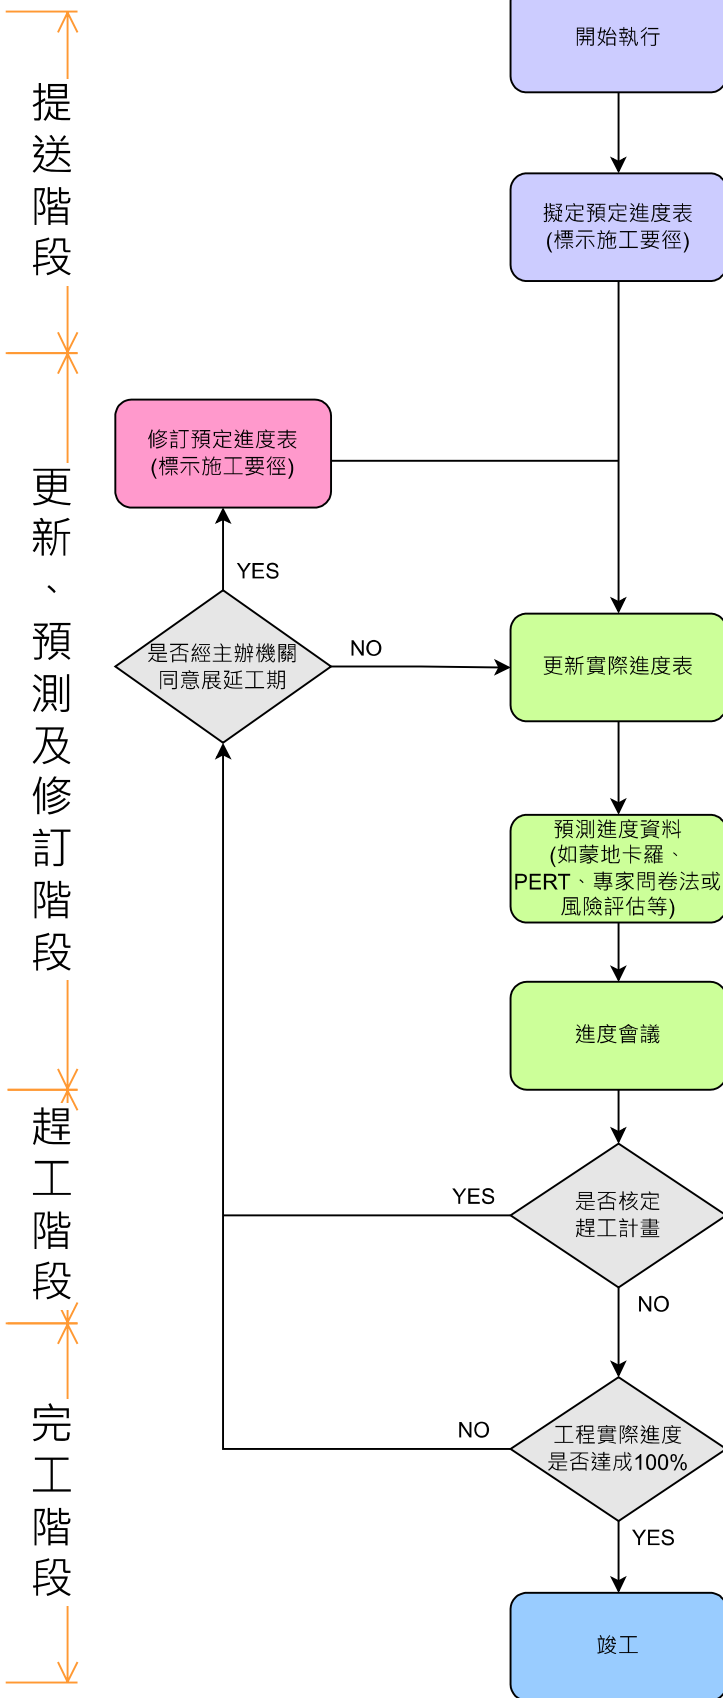 提送階段
開始執行
擬定預定進度表
(標示施工要徑)
更新、預測及修訂階段
修訂預定進度表
(標示施工要徑)
YES
是否經主辦機關
同意展延工期
NO
更新實際進度表
預測進度資料
(如蒙地卡羅、
PERT、專家問卷法或
風險評估等)
進度會議
趕工階段
YES
是否核定
趕工計畫
NO
完工階段
NO
工程實際進度
是否達成100%
YES
竣工